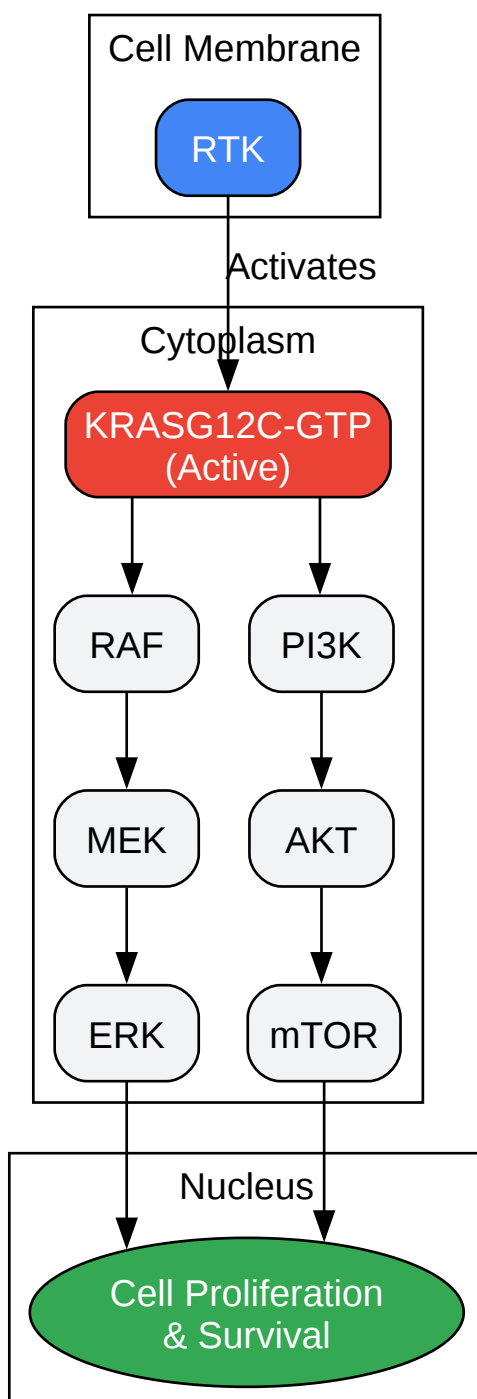 Cell Membrane
RTK
Activates
Cytoplasm
KRASG12C-GTP
(Active)
RAF
PI3K
MEK
AKT
ERK
mTOR
Nucleus
Cell Proliferation
& Survival